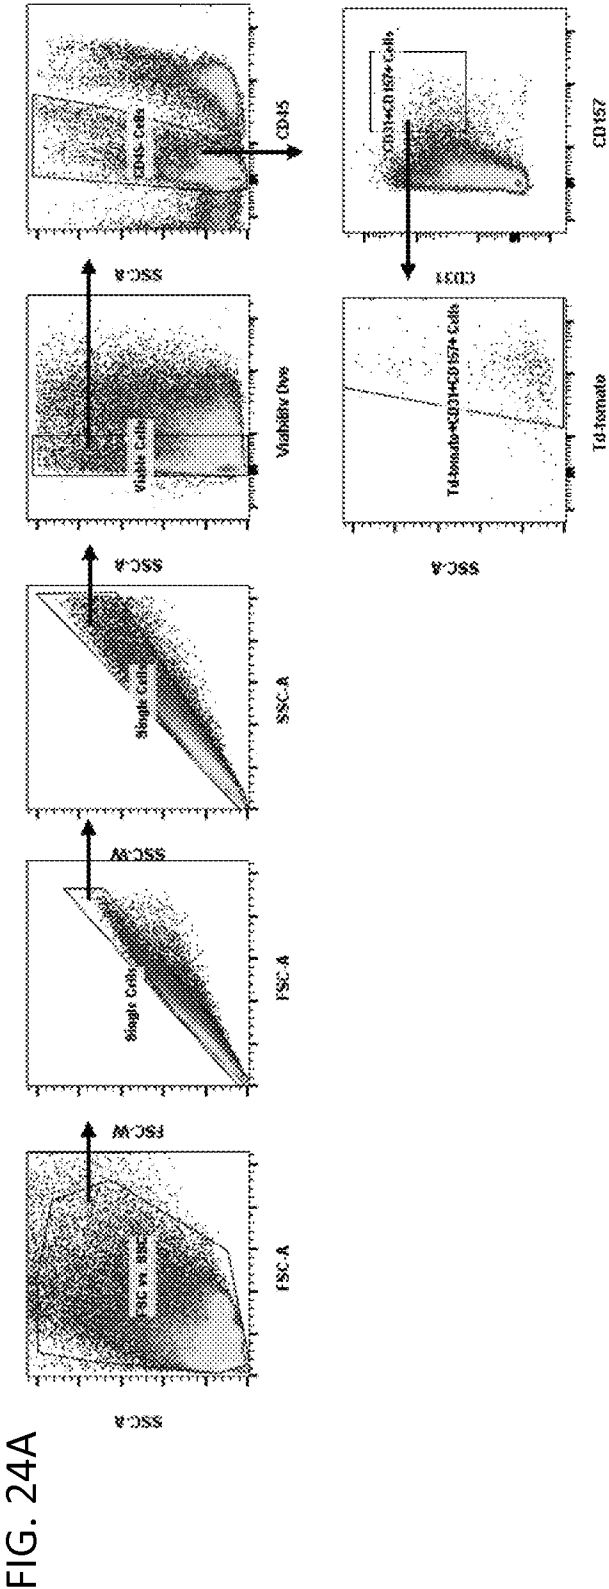 FIG. 24A
SSC-A
FSC vs. SSC
FSC-A
FSC-W
Single Cells
FSC-A
SSC-W
Single Cells
SSC-A
SSC-A
Viable Cells
Viability Dye
SSC-A
CD45- Cells
CD45
CD31
CD31+CD157+ Cells
CD157
SSC-A
Td-tomato+CD31+CD157+ Cells
Td-tomato